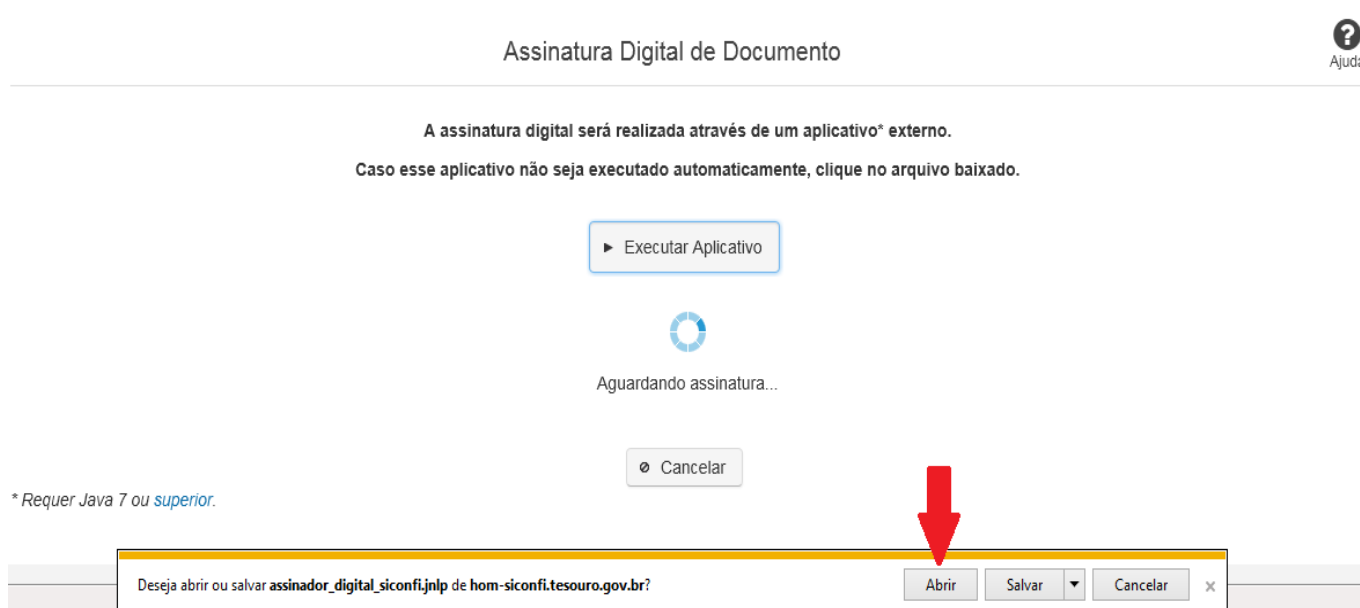 Assinatura Digital de Documento
?
Ajuda
A assinatura digital será realizada através de um aplicativo* externo.
Caso esse aplicativo não seja executado automaticamente, clique no arquivo baixado.
Executar Aplicativo
Aguardando assinatura...
Cancelar
* Requer Java 7 ou superior.
Deseja abrir ou salvar assinador_digital_siconfi.jnlp de hom-siconfi.tesouro.gov.br?
Abrir
Salvar
Cancelar
×